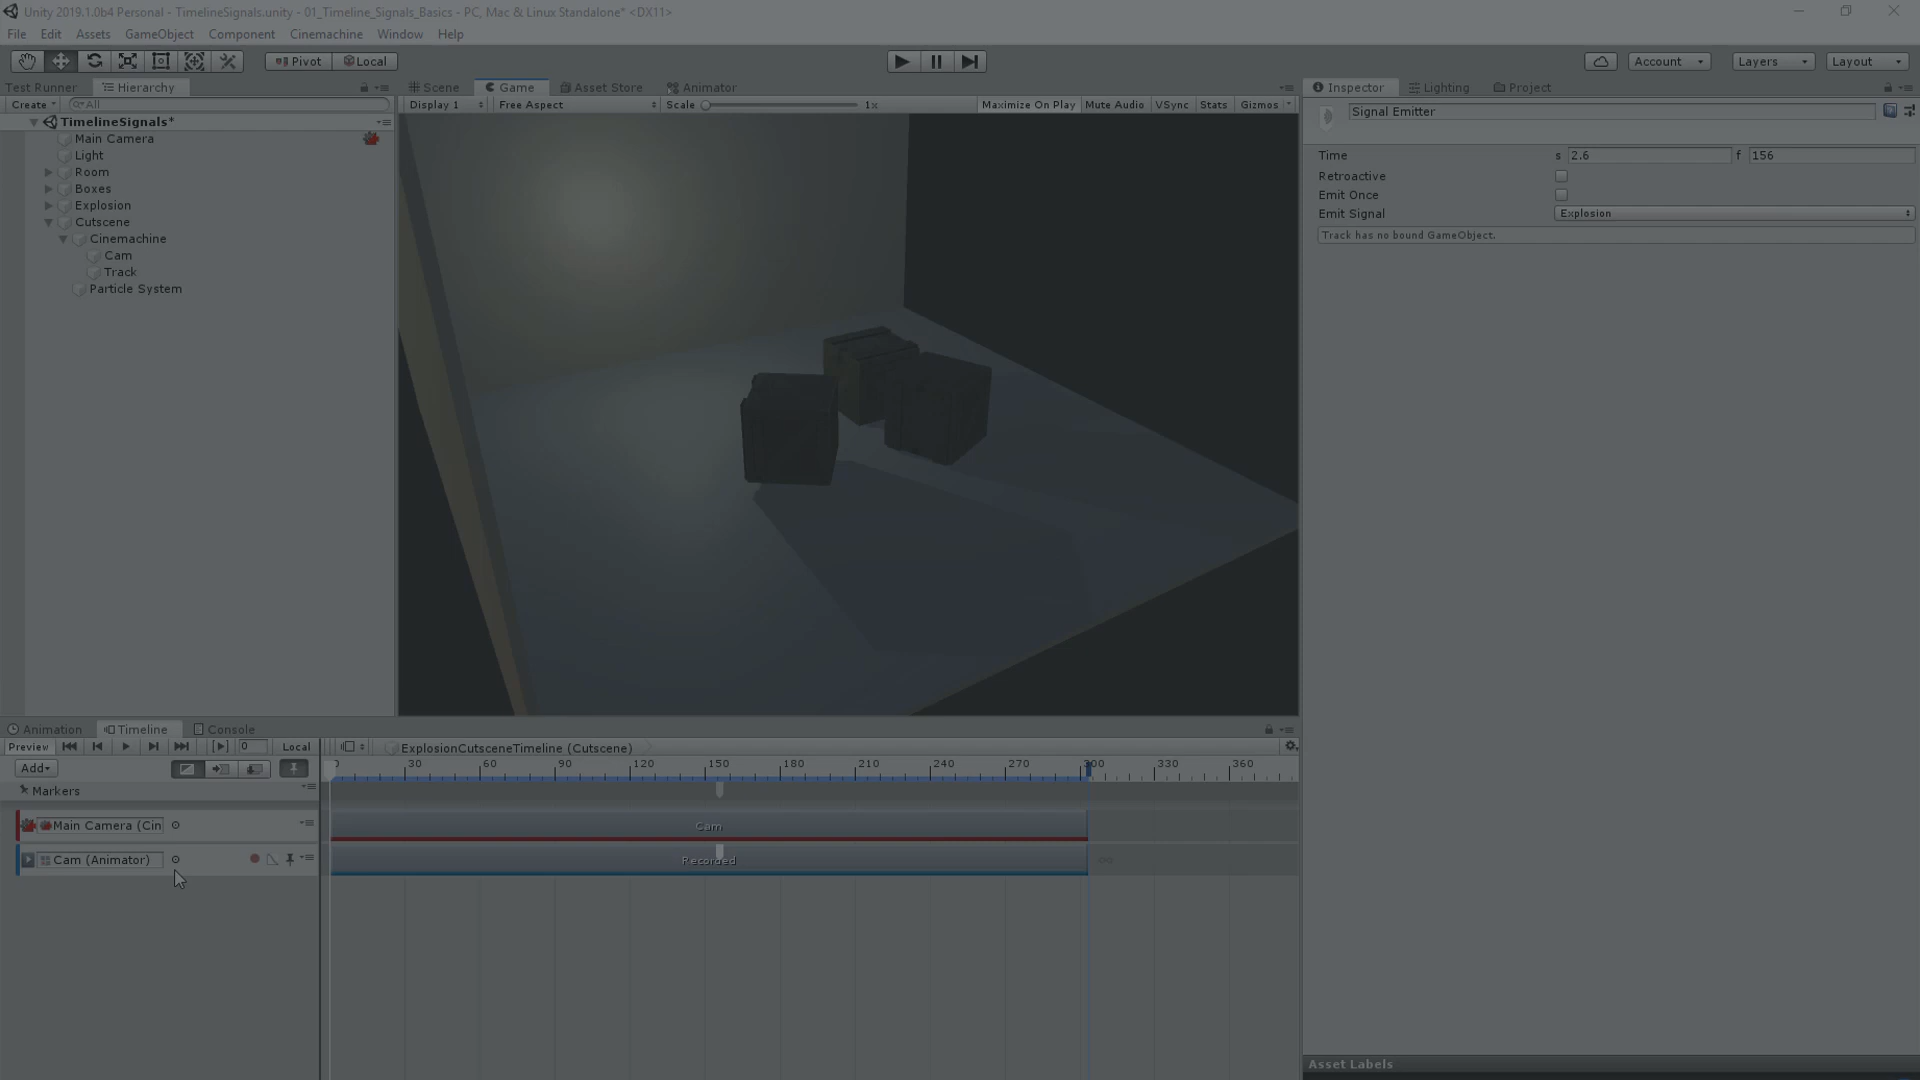 Unity 2019.1.0b4 Personal - TimelineSignals.unity - 01_Timeline_Signals_Basics - PC, Mac & Linux Standalone* <DX11>
File Edit Assets GameObject Component Cinemachine Window Help
Pivot Local Account Layers Layout
Test Runner Hierarchy
Create All
TimelineSignals*
Main Camera
Light
Room
Boxes
Explosion
Cutscene
Cinemachine
Cam
Track
Particle System
Scene Game Asset Store Animator
Display 1 Free Aspect Scale 1x Maximize On Play Mute Audio VSync Stats Gizmos
Inspector Lighting Project
Signal Emitter
Time s 2.6 f 156
Retroactive
Emit Once
Emit Signal Explosion
Track has no bound GameObject.
Animation Timeline Console
Preview 0 Local ExplosionCutsceneTimeline (Cutscene)
Add 30 60 90 120 150 180 210 240 270 300 330 360
Markers
Main Camera (Cin Cam
Cam (Animator) Recorded
Asset Labels